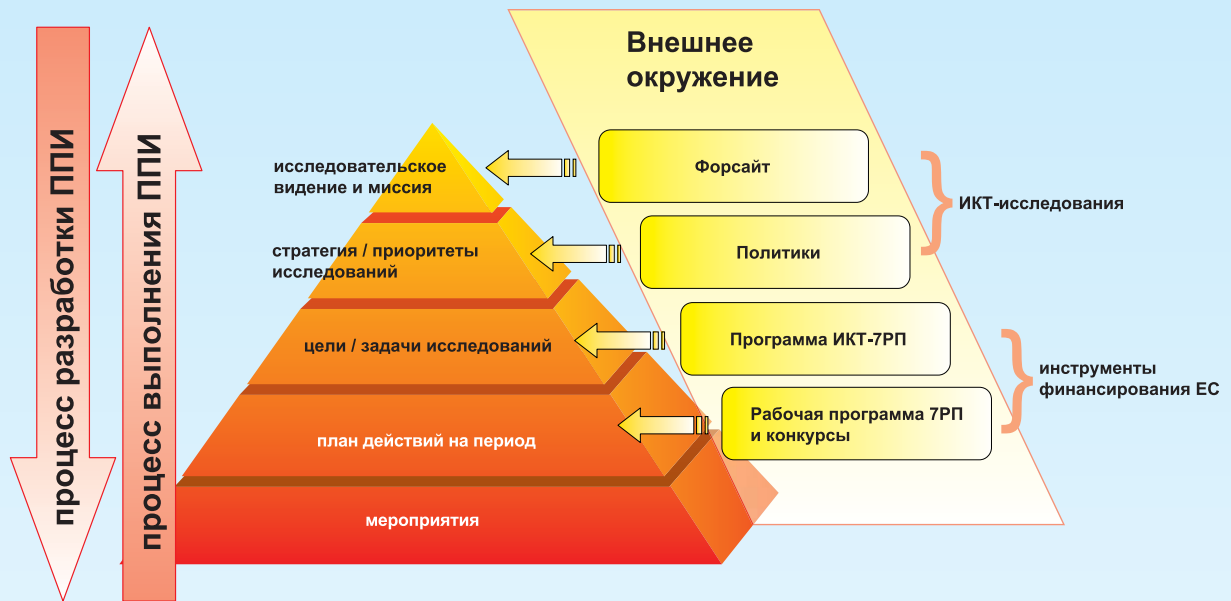 процесс разработки ППИ
процесс выполнения ППИ
Внешнее
окружение
исследовательское
видение и миссия
Форсайт
ИКТ-исследования
стратегия / приоритеты
исследований
Политики
цели / задачи исследований
Программа ИКТ-7РП
инструменты
финансирования ЕС
план действий на период
Рабочая программа 7РП
и конкурсы
мероприятия